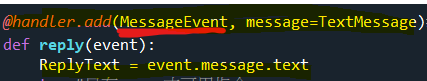 @handler.add(MessageEvent, message=TextMessage)
def reply(event):
ReplyText = event.message.text